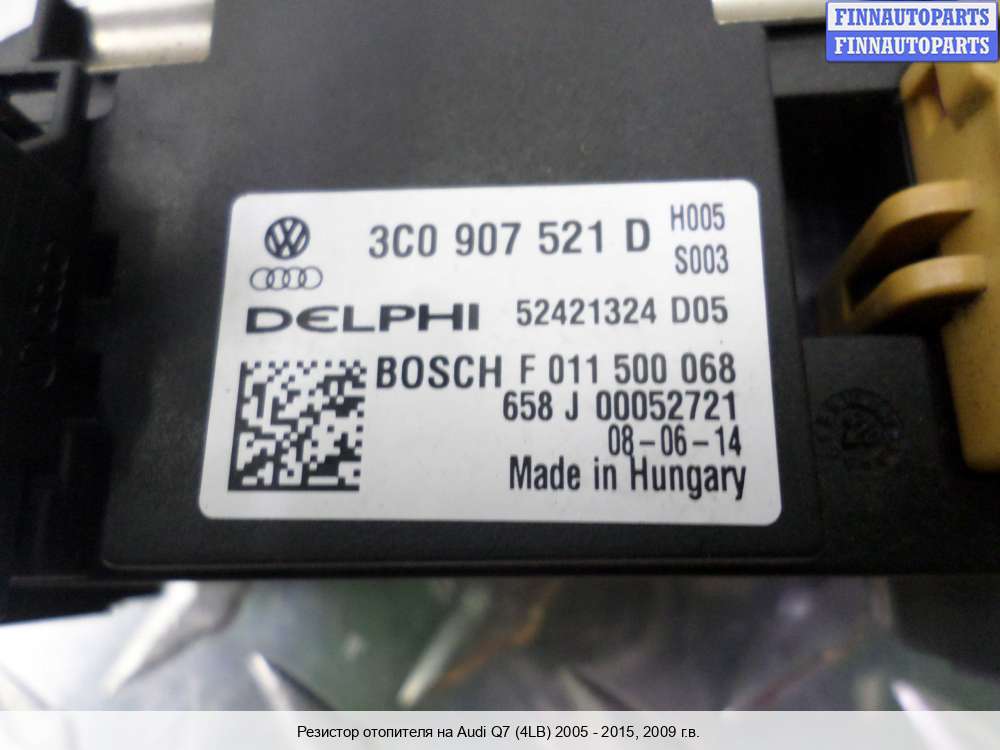 FINNAUTOPARTS
FINNAUTOPARTS
3C0 907 521 D H005
S003
DELPHI 52421324 D05
BOSCH F 011 500 068
658 J 00052721
08-06-14
Made in Hungary
Резистор отопителя на Audi Q7 (4LB) 2005 - 2015, 2009 г.в.